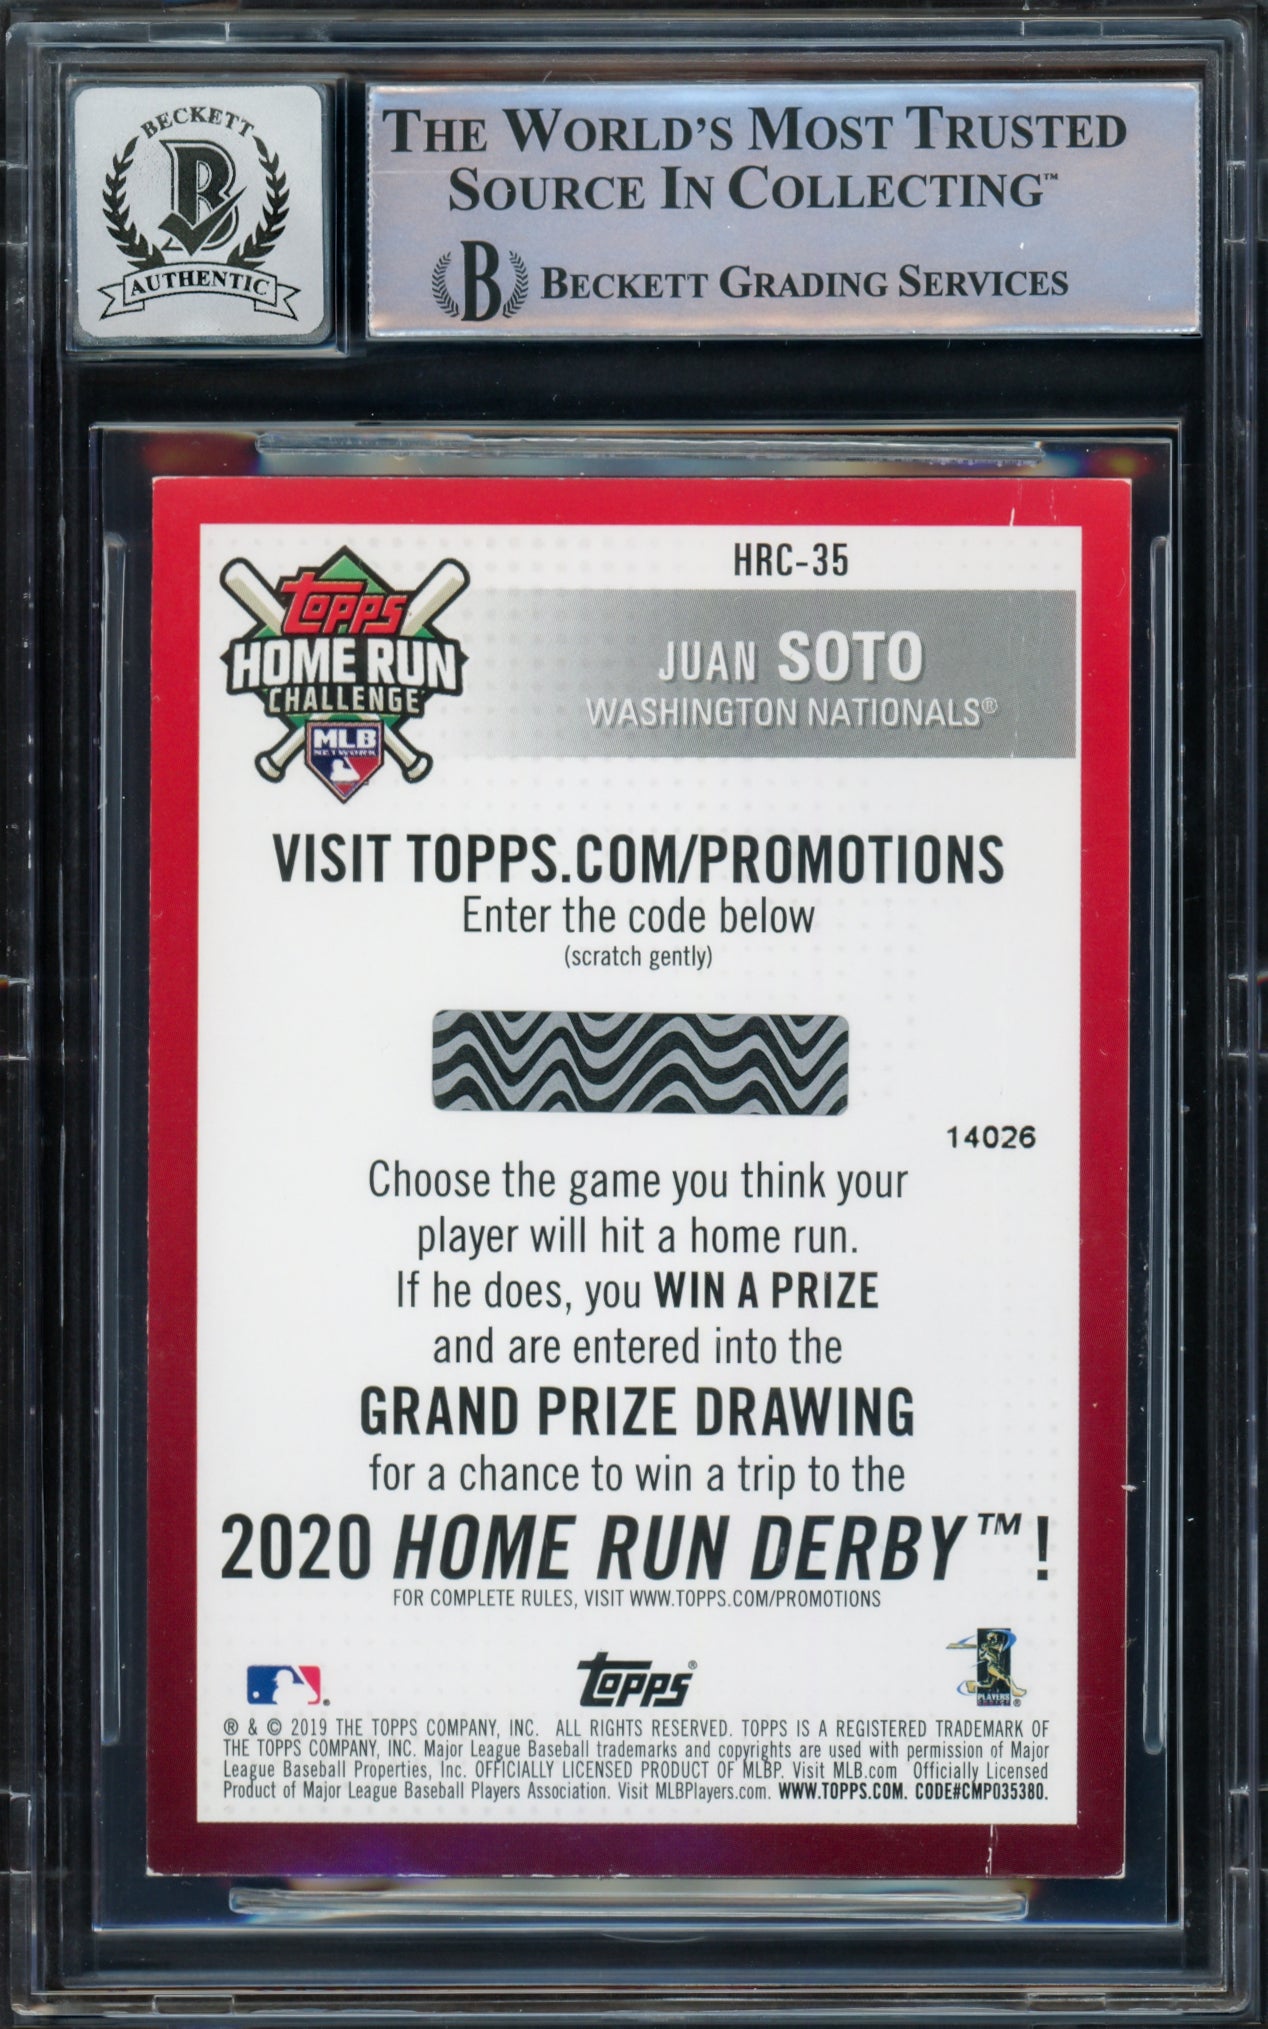 BECKETT
B
AUTHENTIC
THE WORLD'S MOST TRUSTED
SOURCE IN COLLECTING™
B BECKETT GRADING SERVICES
HRC-35
TOPPS
HOME RUN
CHALLENGE
MLB
NETWORK
JUAN SOTO
WASHINGTON NATIONALS®
VISIT TOPPS.COM/PROMOTIONS
Enter the code below
(scratch gently)
14026
Choose the game you think your
player will hit a home run.
If he does, you WIN A PRIZE
and are entered into the
GRAND PRIZE DRAWING
for a chance to win a trip to the
2020 HOME RUN DERBY™!
FOR COMPLETE RULES, VISIT WWW.TOPPS.COM/PROMOTIONS
TOPPS®
PLAYERS
® & © 2019 THE TOPPS COMPANY, INC. ALL RIGHTS RESERVED. TOPPS IS A REGISTERED TRADEMARK OF
THE TOPPS COMPANY, INC. Major League Baseball trademarks and copyrights are used with permission of Major
League Baseball Properties, Inc. OFFICIALLY LICENSED PRODUCT OF MLBP. Visit MLB.com Officially Licensed
Product of Major League Baseball Players Association. Visit MLBPlayers.com. WWW.TOPPS.COM. CODE#CMP035380.